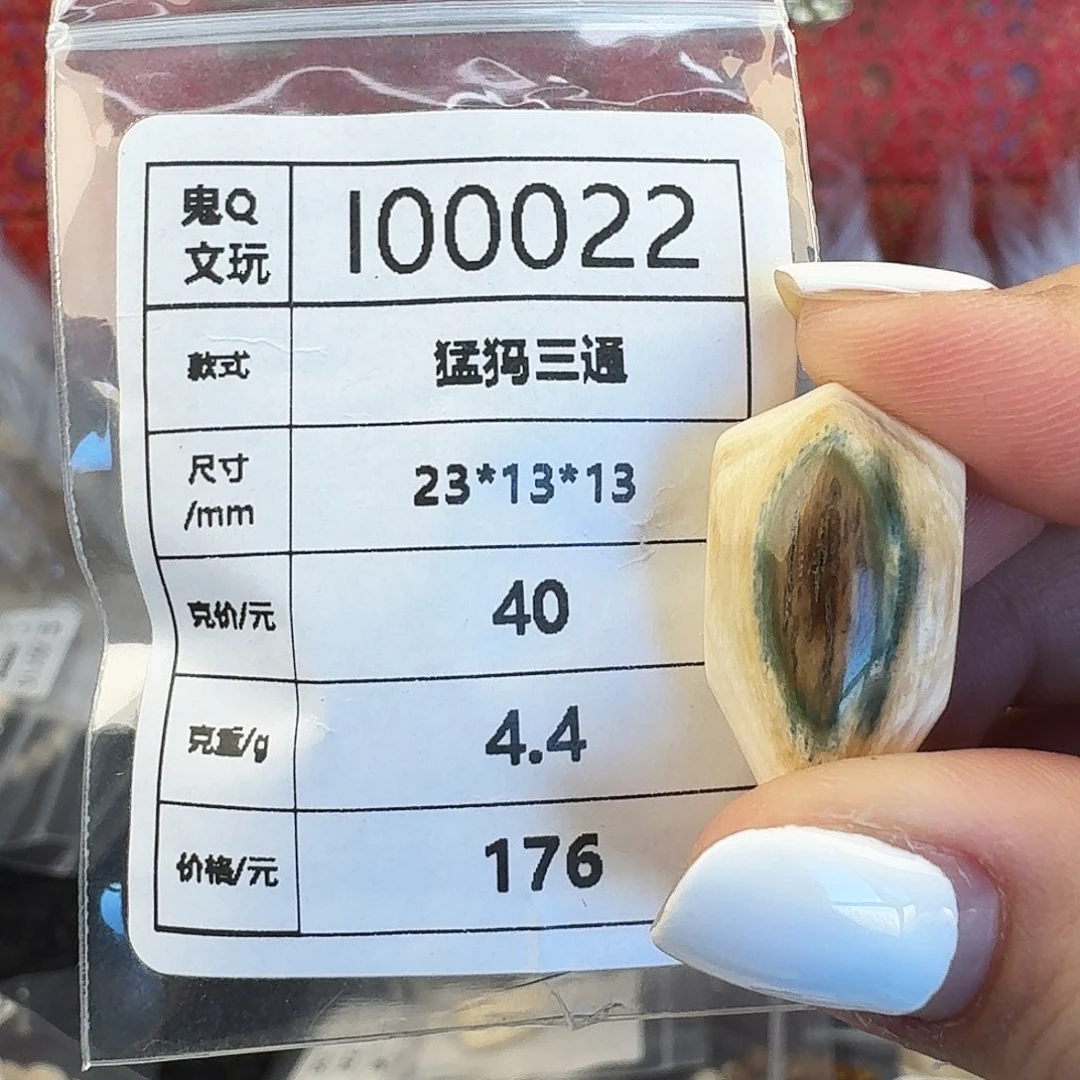 鬼Q
文玩
I00022
款式
猛犸三通
尺寸
/mm
23*13*13
克价/元
40
克重/g
4.4
价格/元
176